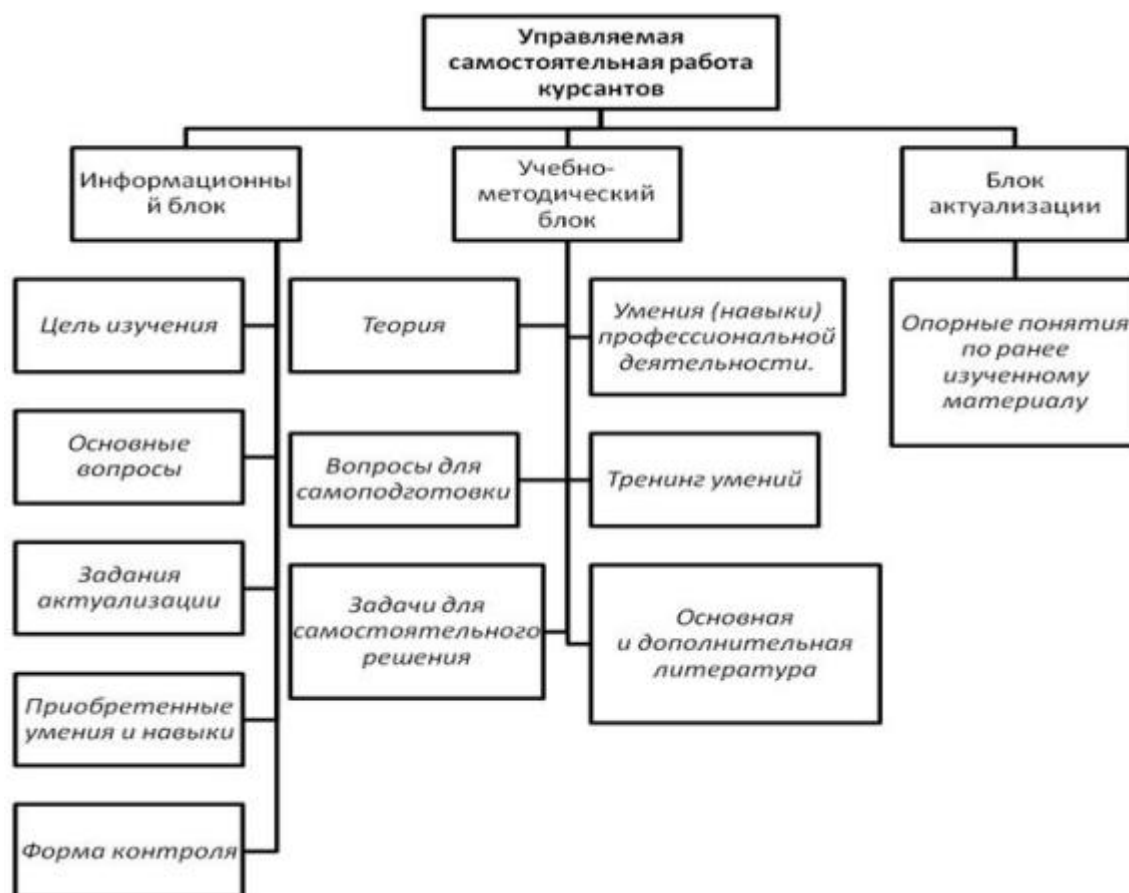 Управляемая
самостоятельная работа
курсантов
Информационны
й блок
Учебно-
методический
блок
Блок
актуализации
Цель изучения
Теория
Умения (навыки)
профессиональной
деятельности.
Опорные понятия
по ранее
изученному
материалу
Основные
вопросы
Вопросы для
самоподготовки
Тренинг умений
Задания
актуализации
Задачи для
самостоятельного
решения
Основная
и дополнительная
литература
Приобретенные
умения и навыки
Форма контроля